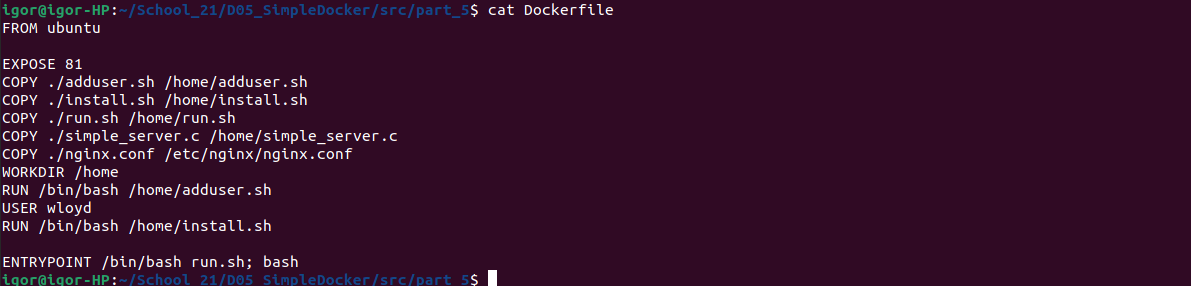 igor@igor-HP:~/School_21/D05_SimpleDocker/src/part_5$ cat Dockerfile
FROM ubuntu
EXPOSE 81
COPY ./adduser.sh /home/adduser.sh
COPY ./install.sh /home/install.sh
COPY ./run.sh /home/run.sh
COPY ./simple_server.c /home/simple_server.c
COPY ./nginx.conf /etc/nginx/nginx.conf
WORKDIR /home
RUN /bin/bash /home/adduser.sh
USER wloyd
RUN /bin/bash /home/install.sh
ENTRYPOINT /bin/bash run.sh; bash
igor@igor-HP:~/School_21/D05_SimpleDocker/src/part_5$